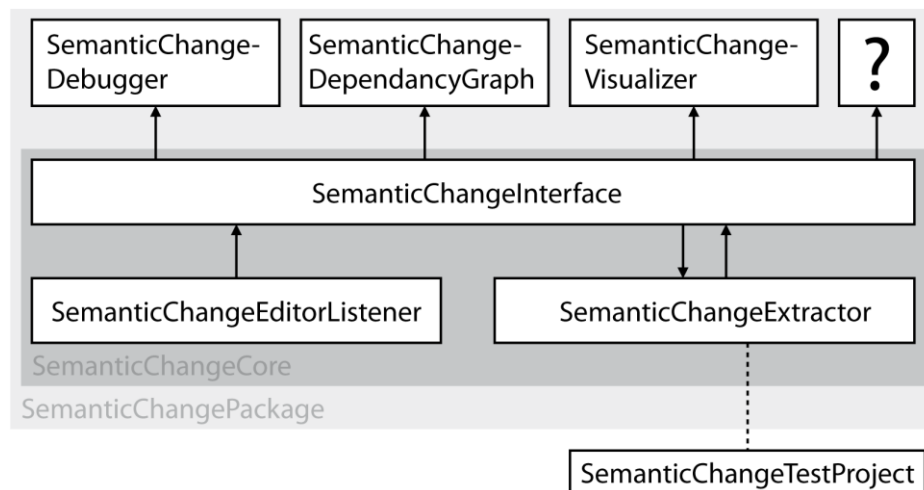 SemanticChange-
Debugger
SemanticChange-
DependancyGraph
SemanticChange-
Visualizer
?
SemanticChangeInterface
SemanticChangeEditorListener
SemanticChangeExtractor
SemanticChangeCore
SemanticChangePackage
SemanticChangeTestProject